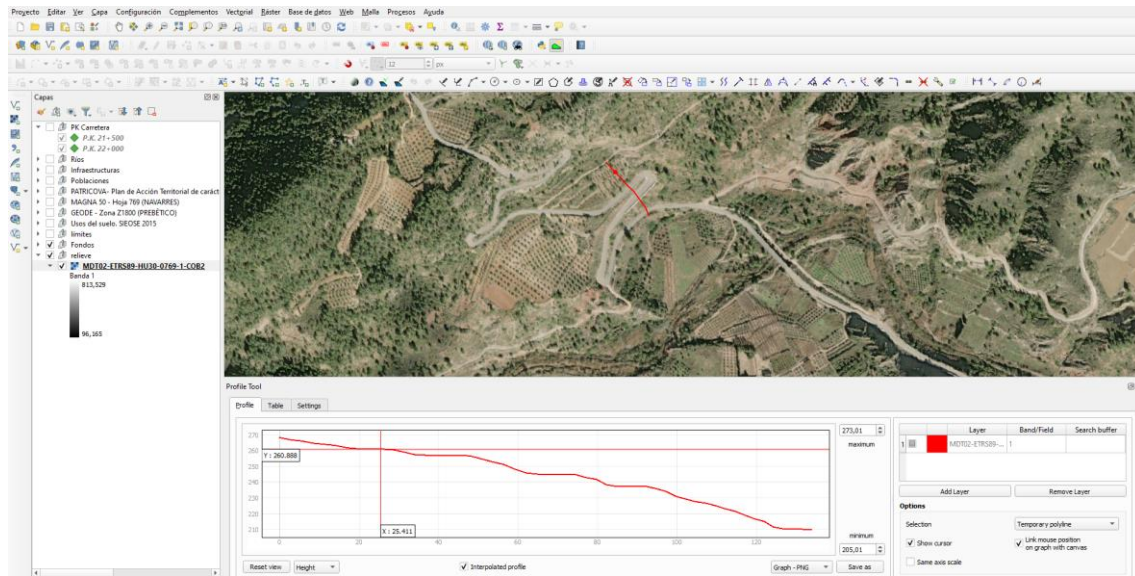 Proyecto Editar Ver Capa Configuración Complementos Vectorial Ráster Base de datos Web Malla Procesos Ayuda
12 px
Capas
PK Carretera
P.K. 21+500
P.K. 22+000
Ríos
Infraestructuras
Poblaciones
PATRICOVA- Plan de Acción Territorial de caráct
MAGNA 50 - Hoja 769 (NAVARRES)
GEODE - Zona Z1800 (PREBÉTICO)
Usos del suelo. SIEOSE 2015
límites
Fondos
relieve
MDT02-ETRS89-HU30-0769-1-COB2
Banda 1
813,529
96,165
Profile Tool
Profile Table Settings
270
260
250
240
230
220
210
Y : 260.888
X : 25.411
0 20 40 60 80 100 120
273,01
maximum
minimum
205,01
Reset view Height Interpolated profile Graph - PNG Save as
Layer Band/Field Search buffer
1 MDT02-ETRS89-... 1
Add Layer Remove Layer
Options
Selection Temporary polyline
Show cursor Link mouse position on graph with canvas
Same axis scale